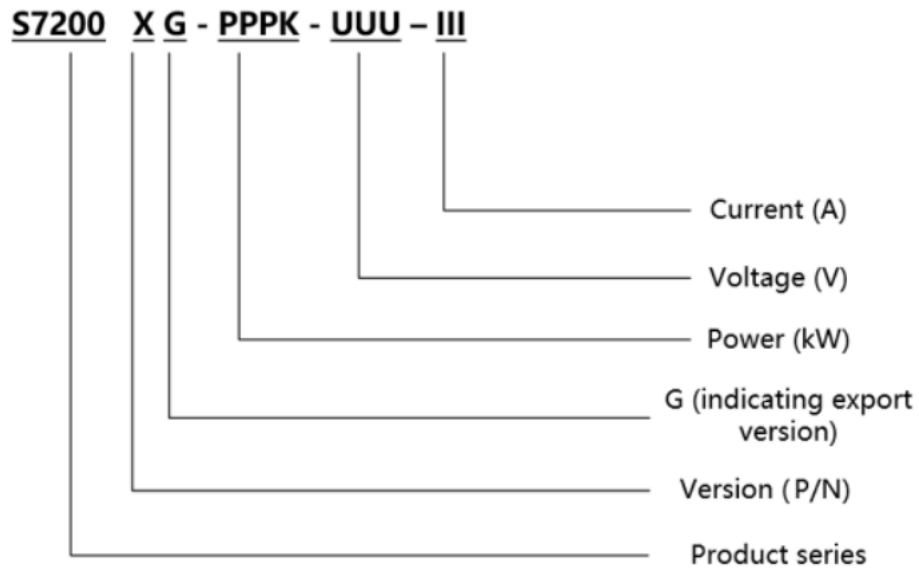 S7200 X G - PPPK - UUU – III
Current (A)
Voltage (V)
Power (kW)
G (indicating export
version)
Version (P/N)
Product series